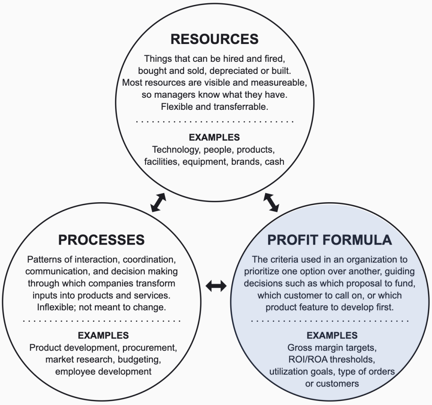 RESOURCES
Things that can be hired and fired,
bought and sold, depreciated or built.
Most resources are visible and measureable,
so managers know what they have.
Flexible and transferrable.
EXAMPLES
Technology, people, products,
facilities, equipment, brands, cash
PROCESSES
Patterns of interaction, coordination,
communication, and decision making
through which companies transform
inputs into products and services.
Inflexible; not meant to change.
EXAMPLES
Product development, procurement,
market research, budgeting,
employee development
PROFIT FORMULA
The criteria used in an organization to
prioritize one option over another, guiding
decisions such as which proposal to fund,
which customer to call on, or which
product feature to develop first.
EXAMPLES
Gross margin targets,
ROI/ROA thresholds,
utilization goals, type of orders
or customers